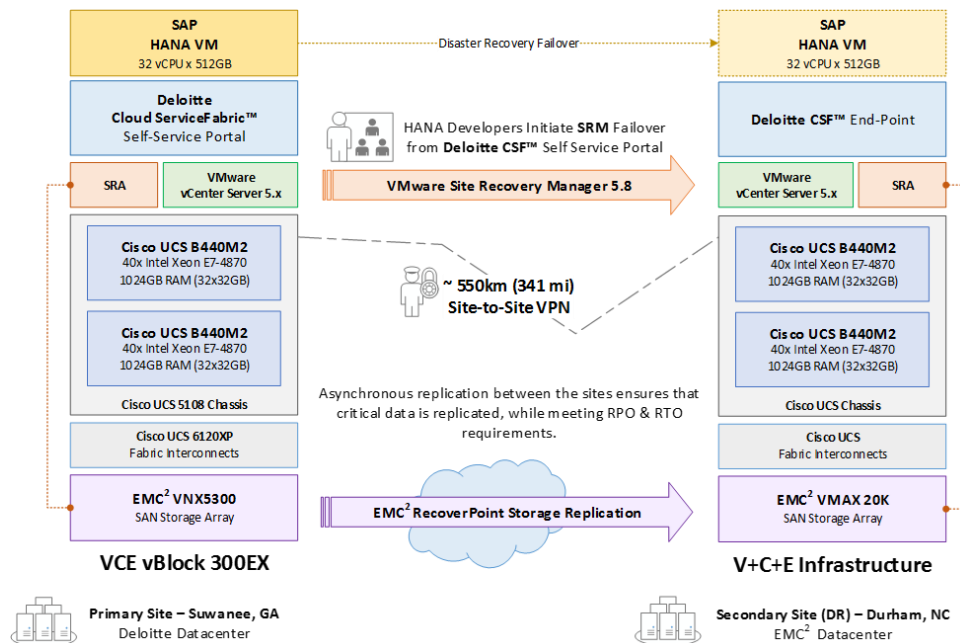 SAP
HANA VM
32 vCPU x 512GB
Disaster Recovery Failover
SAP
HANA VM
32 vCPU x 512GB
Deloitte
Cloud ServiceFabric™
Self-Service Portal
HANA Developers Initiate SRM Failover
from Deloitte CSF™ Self Service Portal
Deloitte CSF™ End-Point
SRA
VMware
vCenter Server 5.x
VMware Site Recovery Manager 5.8
VMware
vCenter Server 5.x
SRA
Cisco UCS B440M2
40x Intel Xeon E7-4870
1024GB RAM (32x32GB)
Cisco UCS B440M2
40x Intel Xeon E7-4870
1024GB RAM (32x32GB)
Cisco UCS 5108 Chassis
~ 550km (341 mi)
Site-to-Site VPN
Cisco UCS B440M2
40x Intel Xeon E7-4870
1024GB RAM (32x32GB)
Cisco UCS B440M2
40x Intel Xeon E7-4870
1024GB RAM (32x32GB)
Cisco UCS Chassis
Asynchronous replication between the sites ensures that
critical data is replicated, while meeting RPO & RTO
requirements.
Cisco UCS 6120XP
Fabric Interconnects
Cisco UCS
Fabric Interconnects
EMC² VNX5300
SAN Storage Array
EMC² RecoverPoint Storage Replication
EMC² VMAX 20K
SAN Storage Array
VCE vBlock 300EX
V+C+E Infrastructure
Primary Site – Suwanee, GA
Deloitte Datacenter
Secondary Site (DR) – Durham, NC
EMC² Datacenter